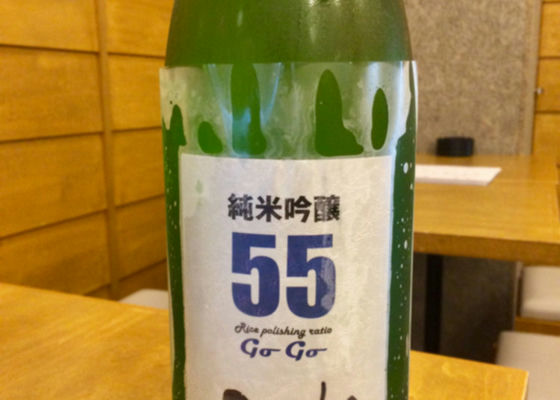 純米吟醸
55
Rice polishing ratio
Go Go